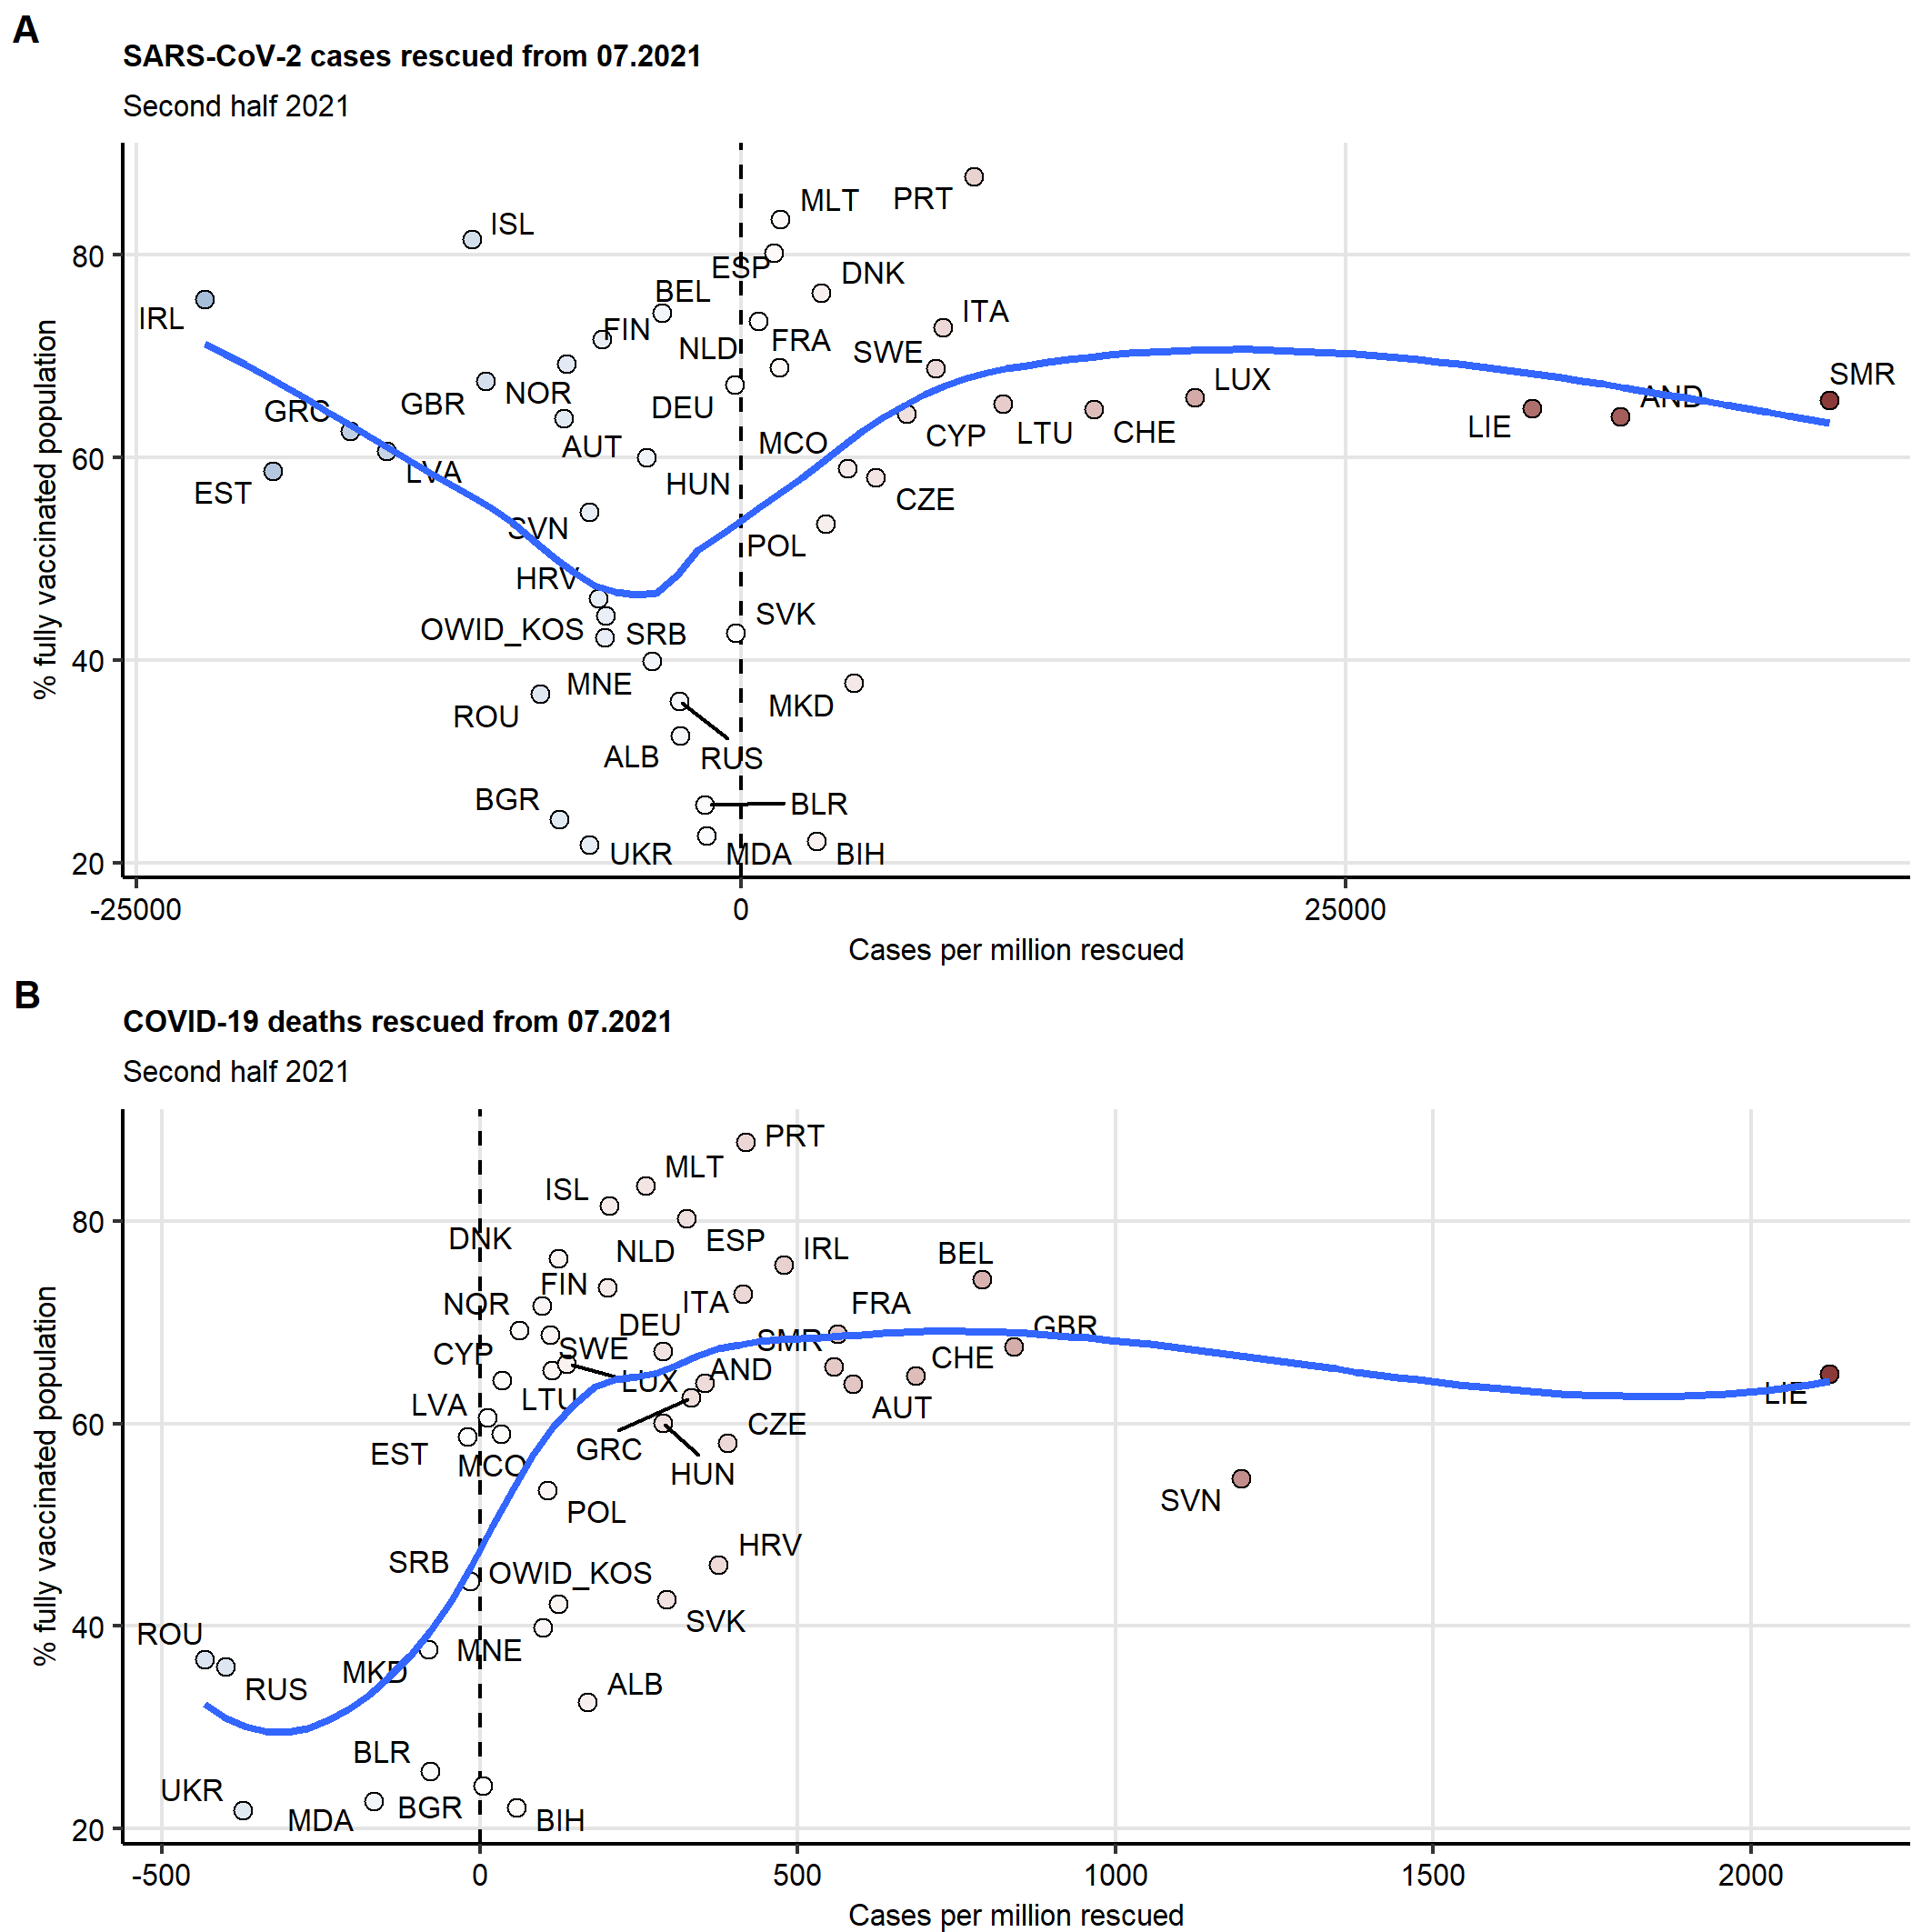 A
SARS-CoV-2 cases rescued from 07.2021
Second half 2021
MLT
PRT
ISL
80
ESP
DNK
BEL
ITA
IRL
FIN
FRA
NLD
SWE
SMR
LUX
NOR
AND
GBR
DEU
GRC
LIE
CYP
LTU
CHE
MCO
AUT
60
LVA
HUN
EST
CZE
SVN
POL
HRV
SVK
OWID_KOS
SRB
40
MNE
MKD
ROU
ALB
RUS
BGR
BLR
UKR
MDA
BIH
20
% fully vaccinated population
-25000
0
25000
Cases per million rescued
B
COVID-19 deaths rescued from 07.2021
Second half 2021
PRT
MLT
ISL
80
DNK
ESP
NLD
IRL
BEL
FIN
NOR
ITA
FRA
DEU
GBR
SMR
SWE
CYP
CHE
AND
LUX
LIE
LTU
LVA
AUT
60
CZE
GRC
EST
MCO
HUN
SVN
POL
HRV
SRB
OWID_KOS
SVK
40
ROU
MNE
MKD
RUS
ALB
BLR
UKR
BGR
MDA
BIH
20
% fully vaccinated population
-500
0
500
1000
1500
2000
Cases per million rescued